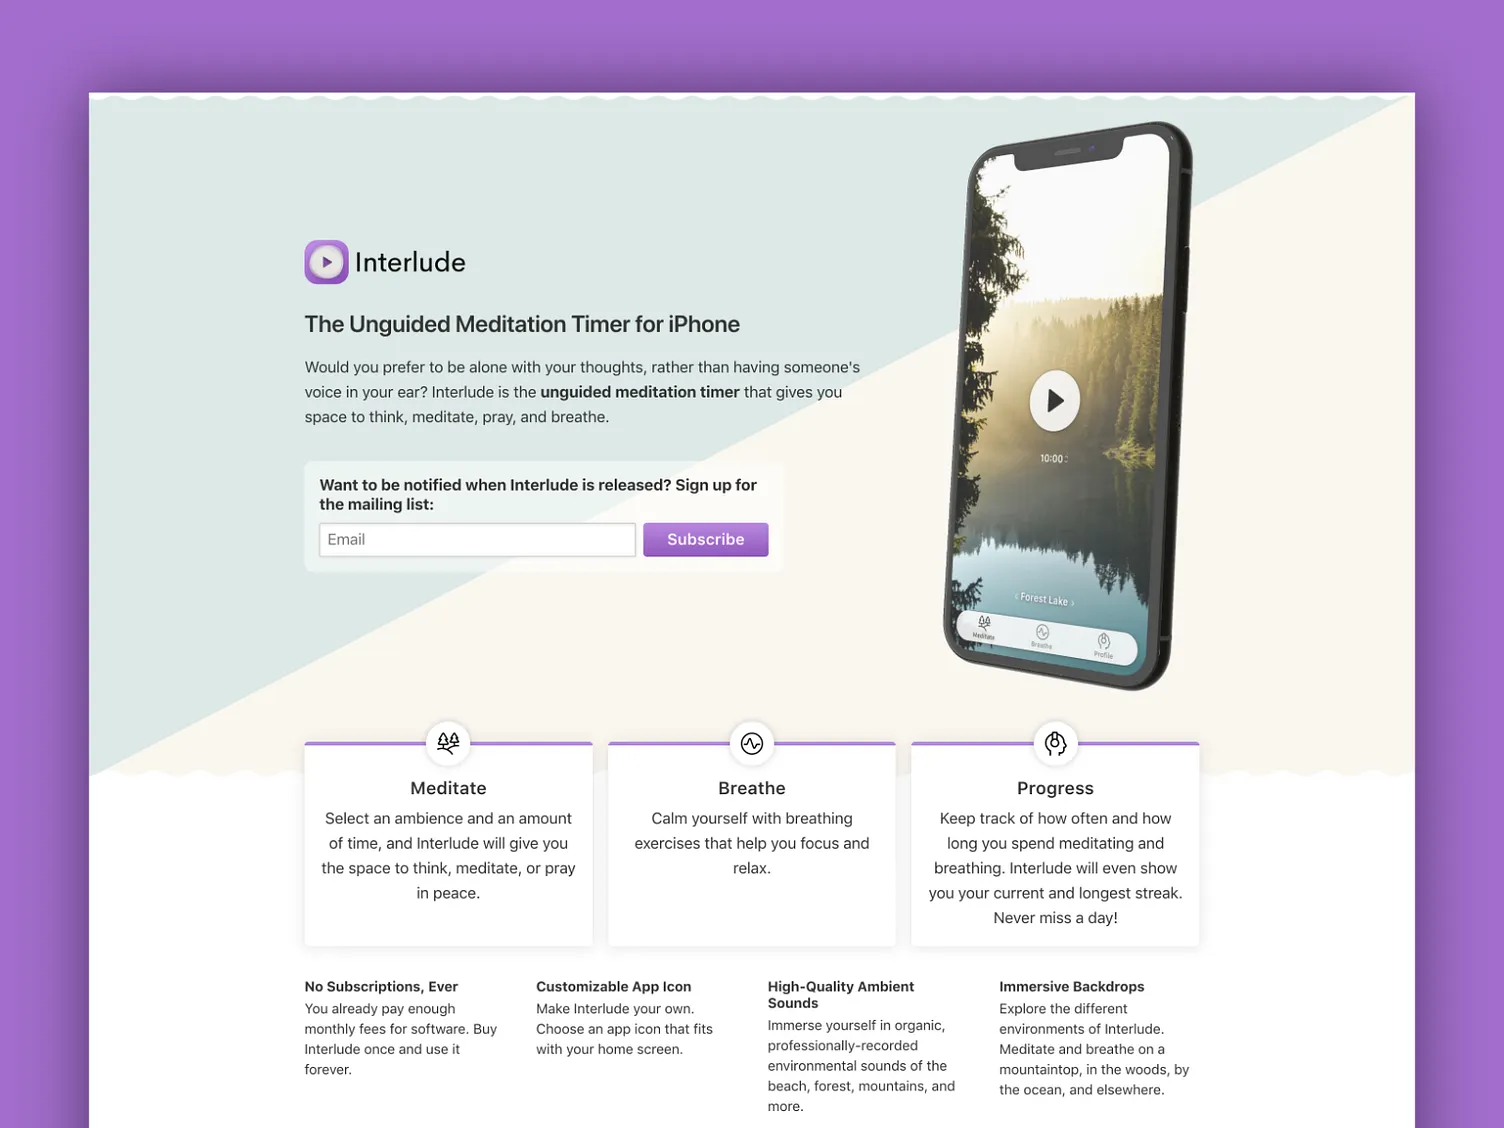 Interlude
The Unguided Meditation Timer for iPhone
Would you prefer to be alone with your thoughts, rather than having someone's
voice in your ear? Interlude is the unguided meditation timer that gives you
space to think, meditate, pray, and breathe.
Want to be notified when Interlude is released? Sign up for
the mailing list:
Email
Subscribe
10:00
‹ Forest Lake ›
Meditate
Breathe
Profile
Meditate
Select an ambience and an amount
of time, and Interlude will give you
the space to think, meditate, or pray
in peace.
Breathe
Calm yourself with breathing
exercises that help you focus and
relax.
Progress
Keep track of how often and how
long you spend meditating and
breathing. Interlude will even show
you your current and longest streak.
Never miss a day!
No Subscriptions, Ever
You already pay enough
monthly fees for software. Buy
Interlude once and use it
forever.
Customizable App Icon
Make Interlude your own.
Choose an app icon that fits
with your home screen.
High-Quality Ambient
Sounds
Immerse yourself in organic,
professionally-recorded
environmental sounds of the
beach, forest, mountains, and
more.
Immersive Backdrops
Explore the different
environments of Interlude.
Meditate and breathe on a
mountaintop, in the woods, by
the ocean, and elsewhere.